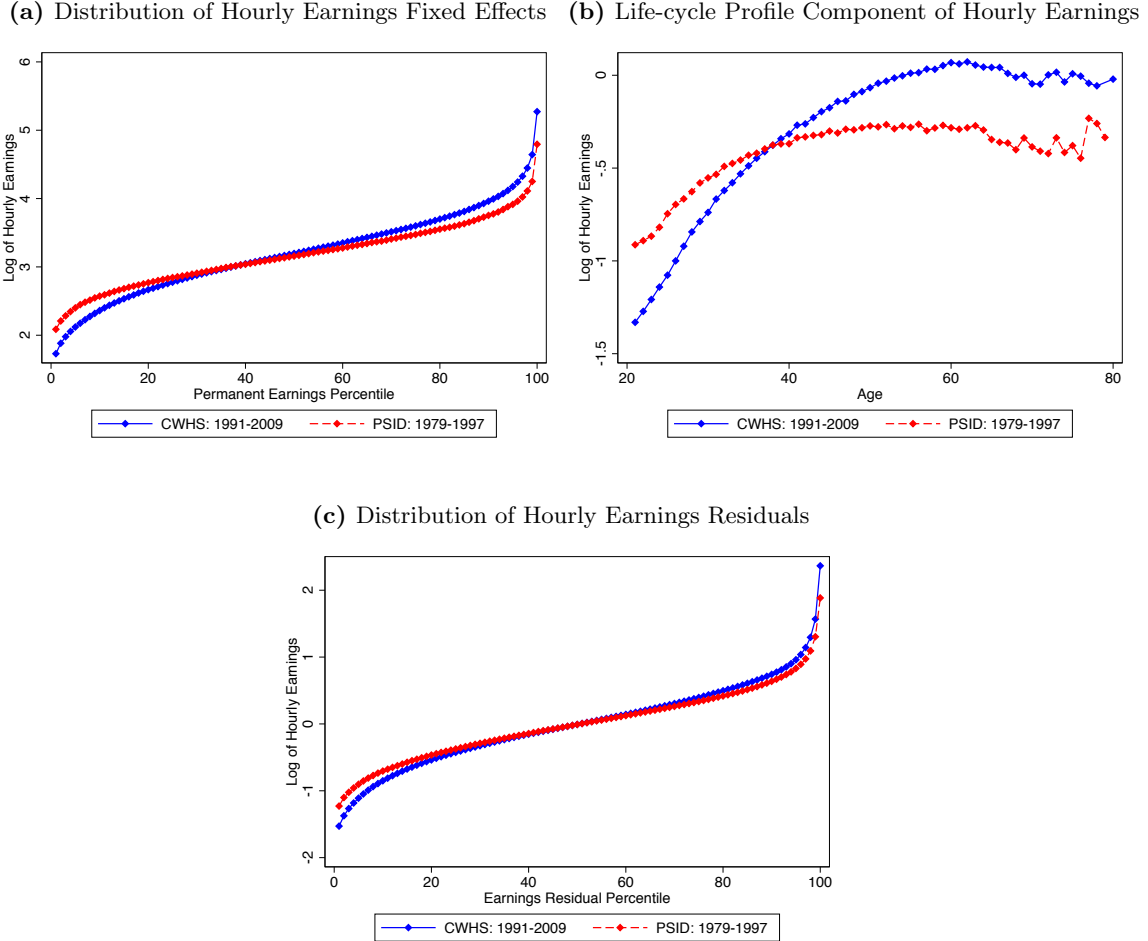 (a) Distribution of Hourly Earnings Fixed Effects
Log of Hourly Earnings
6
5
4
3
2
0 20 40 60 80 100
Permanent Earnings Percentile
CWHS: 1991-2009 PSID: 1979-1997
(b) Life-cycle Profile Component of Hourly Earnings
Log of Hourly Earnings
0
-.5
-1
-1.5
20 40 60 80
Age
CWHS: 1991-2009 PSID: 1979-1997
(c) Distribution of Hourly Earnings Residuals
Log of Hourly Earnings
2
1
0
-1
-2
0 20 40 60 80 100
Earnings Residual Percentile
CWHS: 1991-2009 PSID: 1979-1997